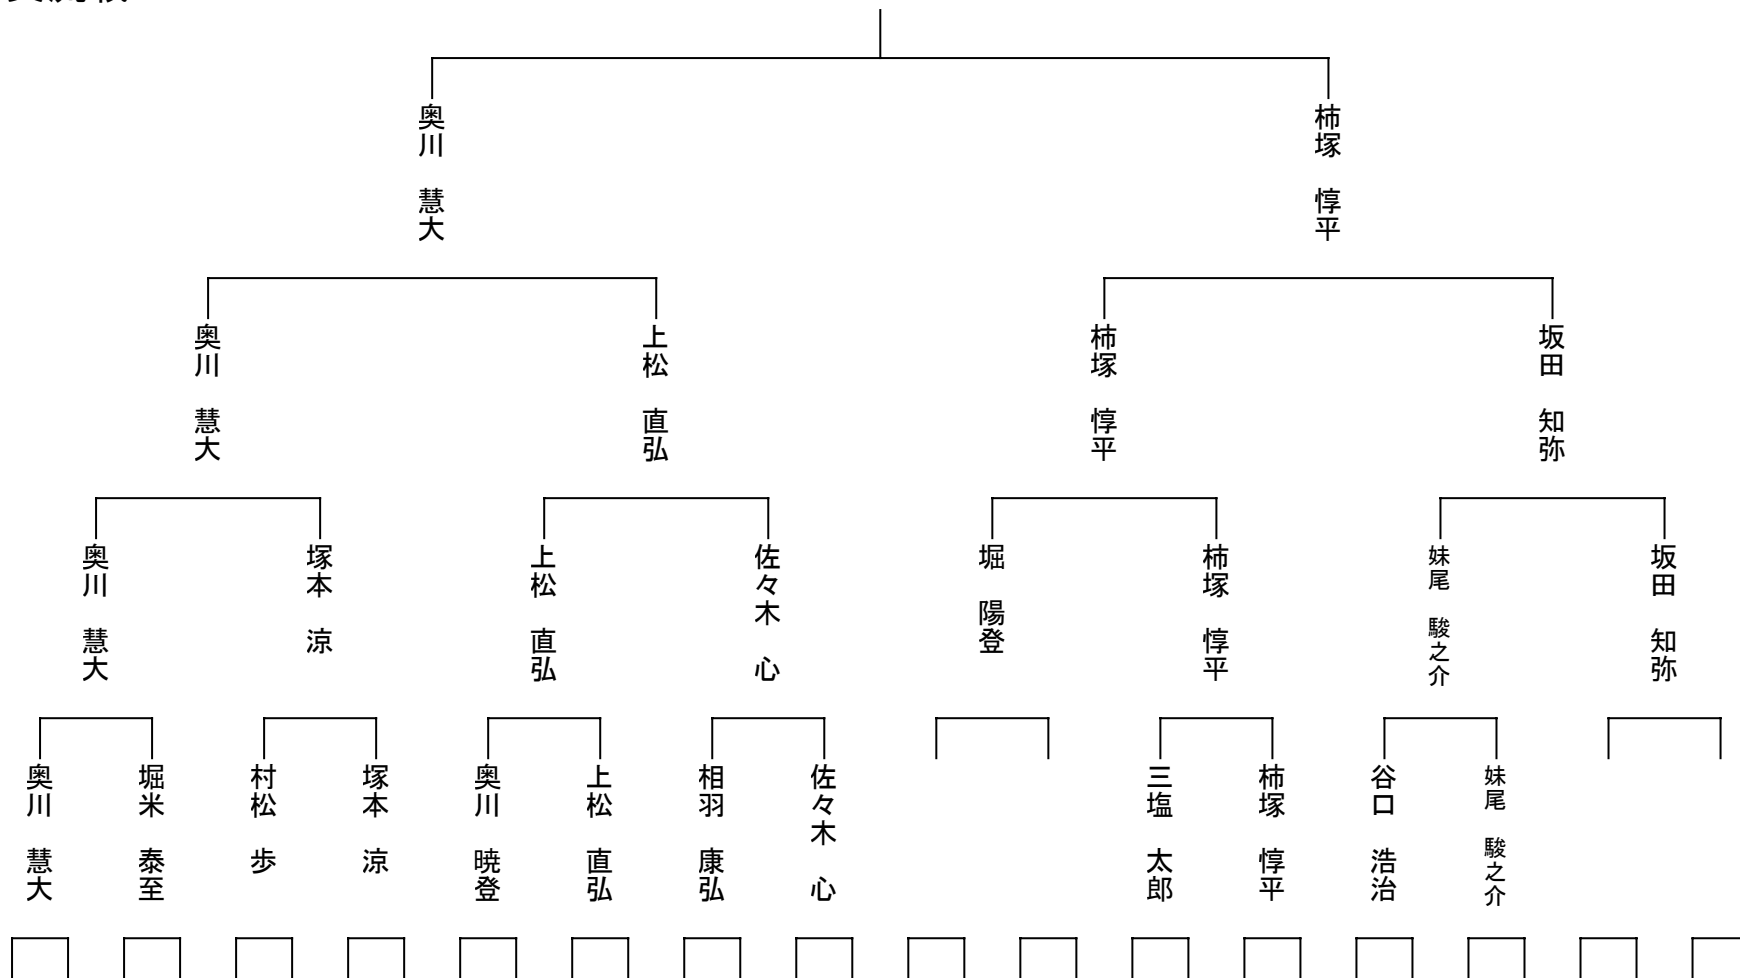 奥川 慧大
柿塚 惇平
奥川 慧大
上松 直弘
柿塚 惇平
坂田 知弥
奥川 慧大
塚本 涼
上松 直弘
佐々木 心
堀 陽登
柿塚 惇平
妹尾 駿之介
坂田 知弥
奥川 慧大
堀米 泰至
村松 歩
塚本 涼
奥川 暁登
上松 直弘
相羽 康弘
佐々木 心
三塩 太郎
柿塚 惇平
谷口 浩治
妹尾 駿之介